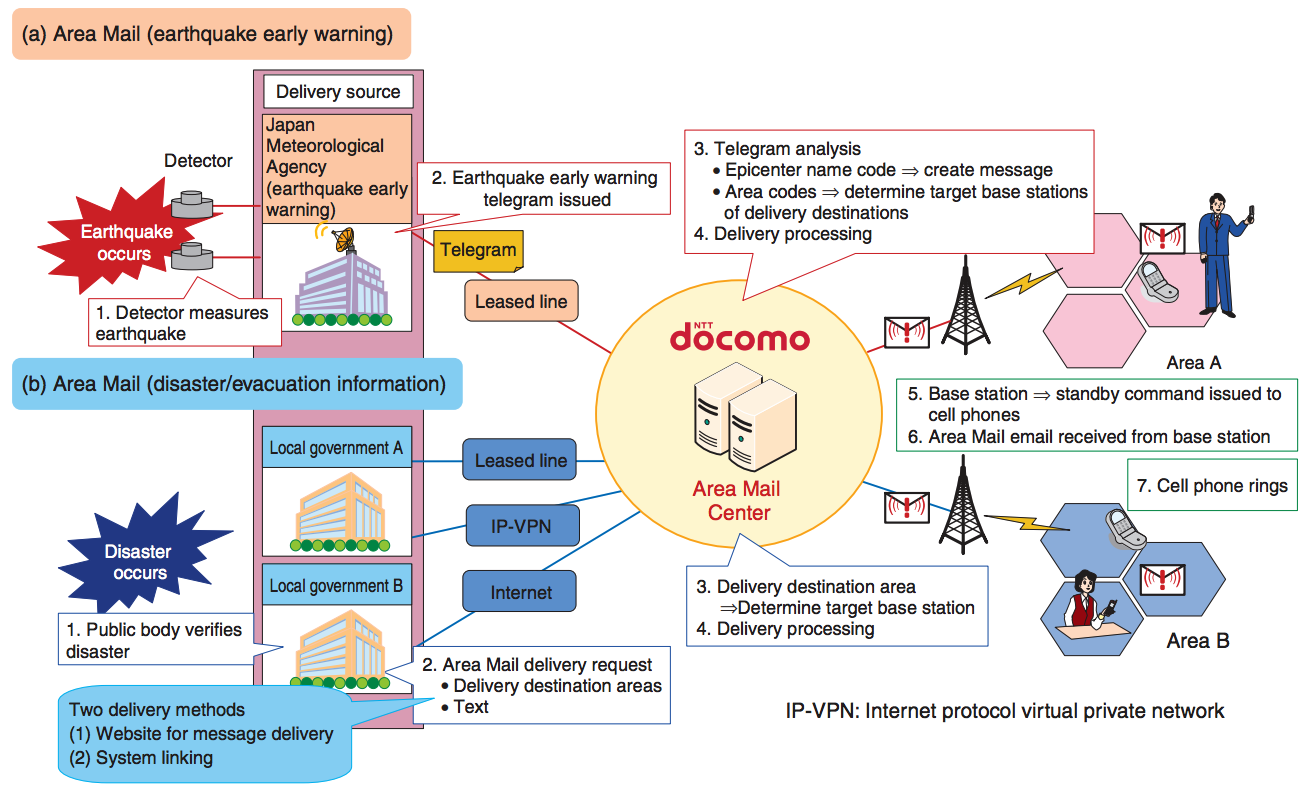 (a) Area Mail (earthquake early warning)
Delivery source
Japan
Meteorological
Agency
(earthquake early
warning)
Detector
Earthquake
occurs
1. Detector measures
earthquake
2. Earthquake early warning
telegram issued
Telegram
Leased line
3. Telegram analysis
• Epicenter name code ⇒ create message
• Area codes ⇒ determine target base stations
of delivery destinations
4. Delivery processing
NTT
döcomo
Area Mail
Center
Area A
5. Base station ⇒ standby command issued to
cell phones
6. Area Mail email received from base station
7. Cell phone rings
(b) Area Mail (disaster/evacuation information)
Local government A
Leased line
IP-VPN
Disaster
occurs
Local government B
Internet
1. Public body verifies
disaster
2. Area Mail delivery request
• Delivery destination areas
• Text
Two delivery methods
(1) Website for message delivery
(2) System linking
3. Delivery destination area
⇒Determine target base station
4. Delivery processing
Area B
IP-VPN: Internet protocol virtual private network